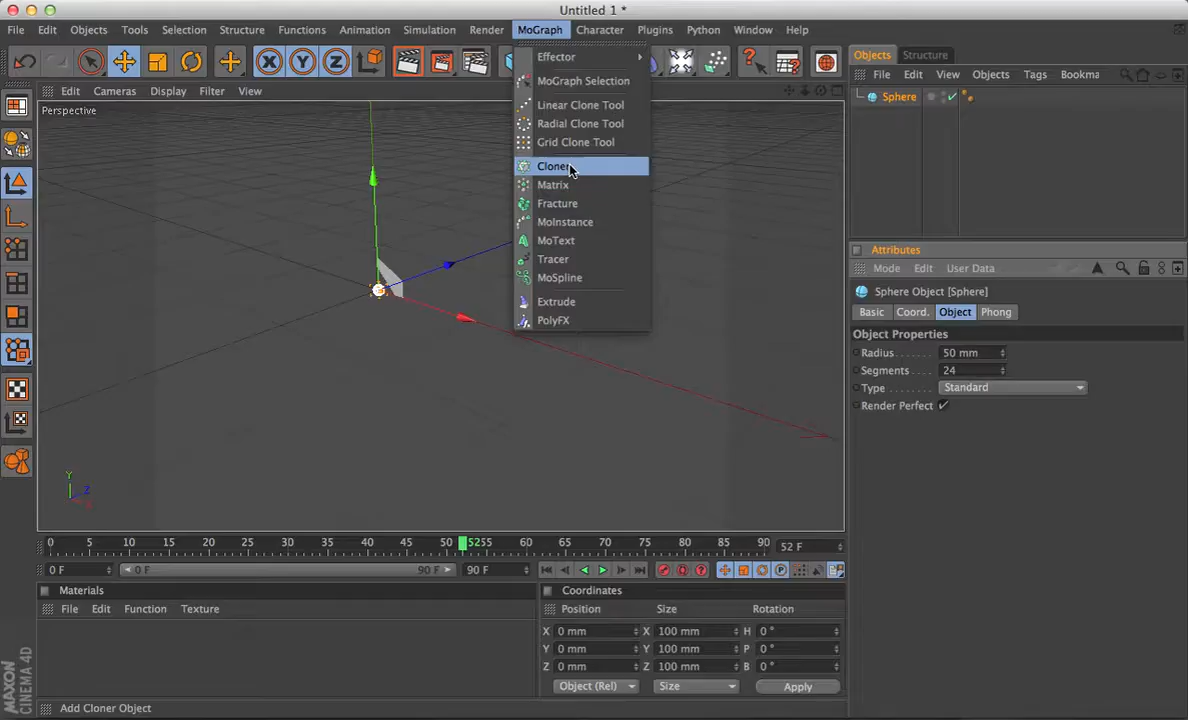 Untitled 1 *
File Edit Objects Tools Selection Structure Functions Animation Simulation Render MoGraph Character Plugins Python Window Help
Effector
MoGraph Selection
Linear Clone Tool
Radial Clone Tool
Grid Clone Tool
Cloner
Matrix
Fracture
MoInstance
MoText
Tracer
MoSpline
Extrude
PolyFX
Edit Cameras Display Filter View
Perspective
Y
Z
X
Objects Structure
File Edit View Objects Tags Bookma
Sphere
Attributes
Mode Edit User Data
Sphere Object [Sphere]
Basic Coord. Object Phong
Object Properties
Radius 50 mm
Segments 24
Type Standard
Render Perfect
0 5 10 15 20 25 30 35 40 45 50 5255 60 65 70 75 80 85 90 52 F
0 F 0 F 90 F 90 F
Materials
File Edit Function Texture
Coordinates
Position Size Rotation
X 0 mm X 100 mm H 0 °
Y 0 mm Y 100 mm P 0 °
Z 0 mm Z 100 mm B 0 °
Object (Rel) Size Apply
MAXON
CINEMA 4D
Add Cloner Object